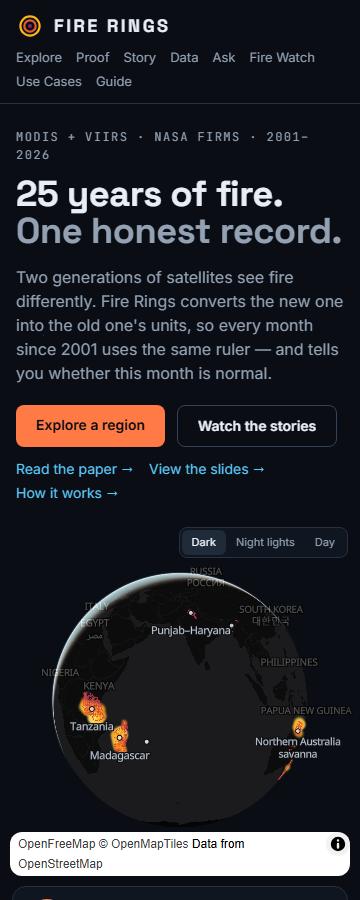 FIRE RINGS
Explore Proof Story Data Ask Fire Watch
Use Cases Guide
MODIS + VIIRS · NASA FIRMS · 2001–
2026
25 years of fire.
One honest record.
Two generations of satellites see fire
differently. Fire Rings converts the new one
into the old one's units, so every month
since 2001 uses the same ruler — and tells
you whether this month is normal.
Explore a region Watch the stories
Read the paper → View the slides →
How it works →
Dark Night lights Day
RUSSIA
РОССИЯ
ITALY
SOUTH KOREA
대한민국
EGYPT
مصر
Punjab–Haryana
PHILIPPINES
NIGERIA
KENYA
PAPUA NEW GUINEA
Tanzania
Madagascar
Northern Australia
savanna
OpenFreeMap © OpenMapTiles Data from
OpenStreetMap